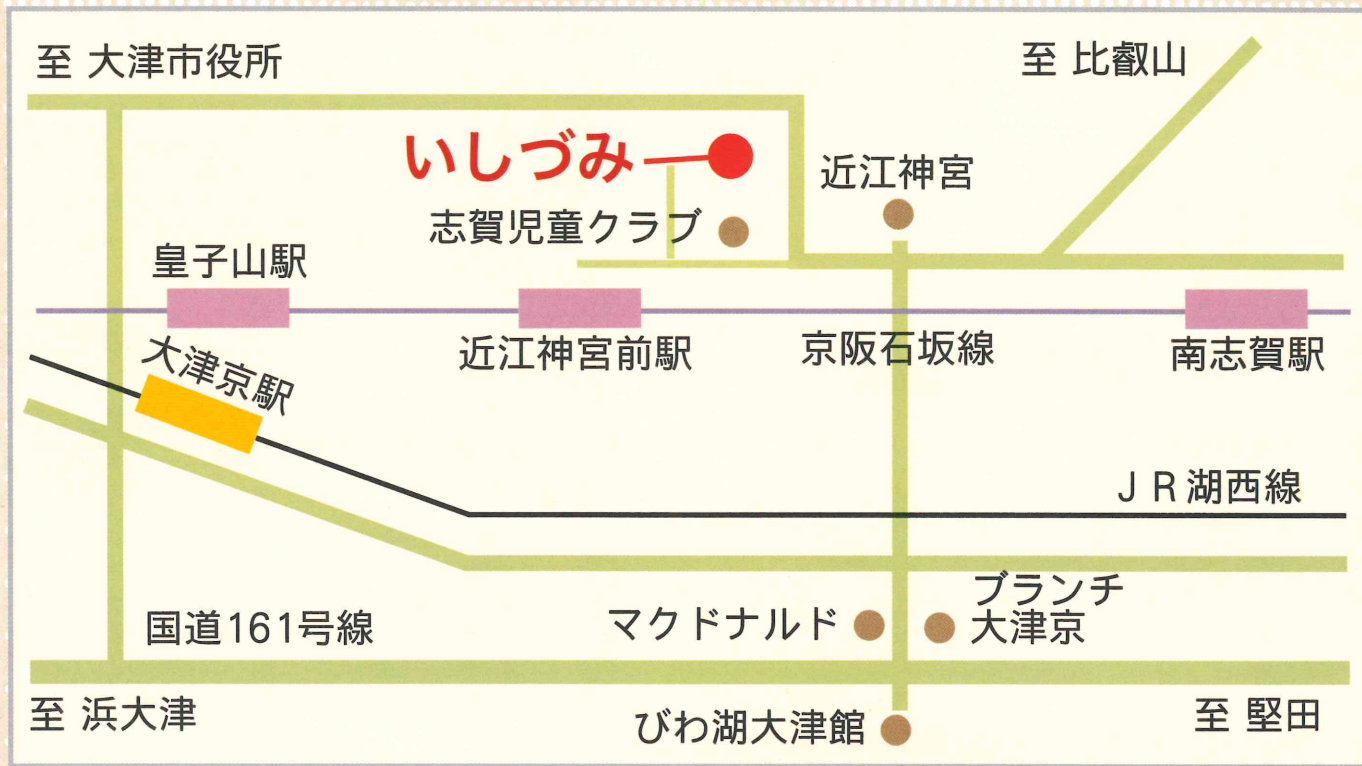 至 大津市役所
至 比叡山
いしづみ
近江神宮
志賀児童クラブ
皇子山駅
大津京駅
近江神宮前駅
京阪石坂線
南志賀駅
JR湖西線
ブランチ
大津京
マクドナルド
国道161号線
至 浜大津
びわ湖大津館
至 堅田